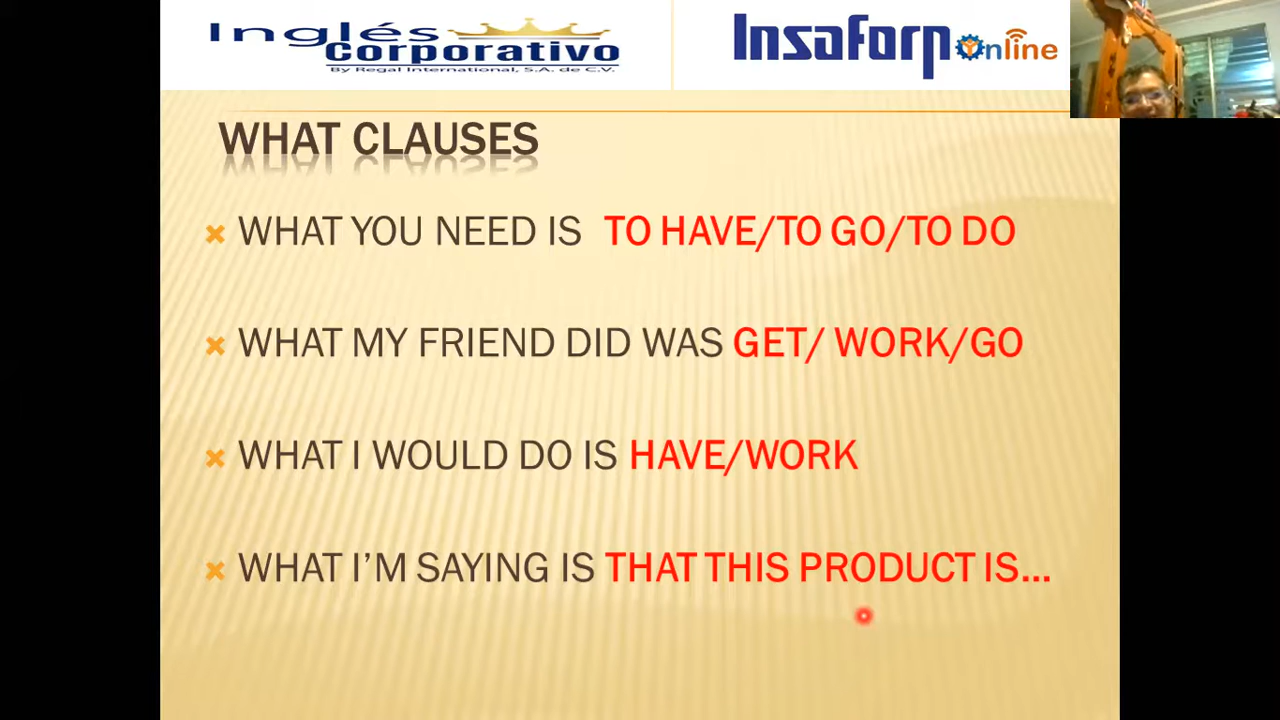 Inglés
Corporativo
By Regal International, S.A. de C.V.
Insaforp Online
WHAT CLAUSES
WHAT YOU NEED IS TO HAVE/TO GO/TO DO
WHAT MY FRIEND DID WAS GET/ WORK/GO
WHAT I WOULD DO IS HAVE/WORK
WHAT I’M SAYING IS THAT THIS PRODUCT IS…